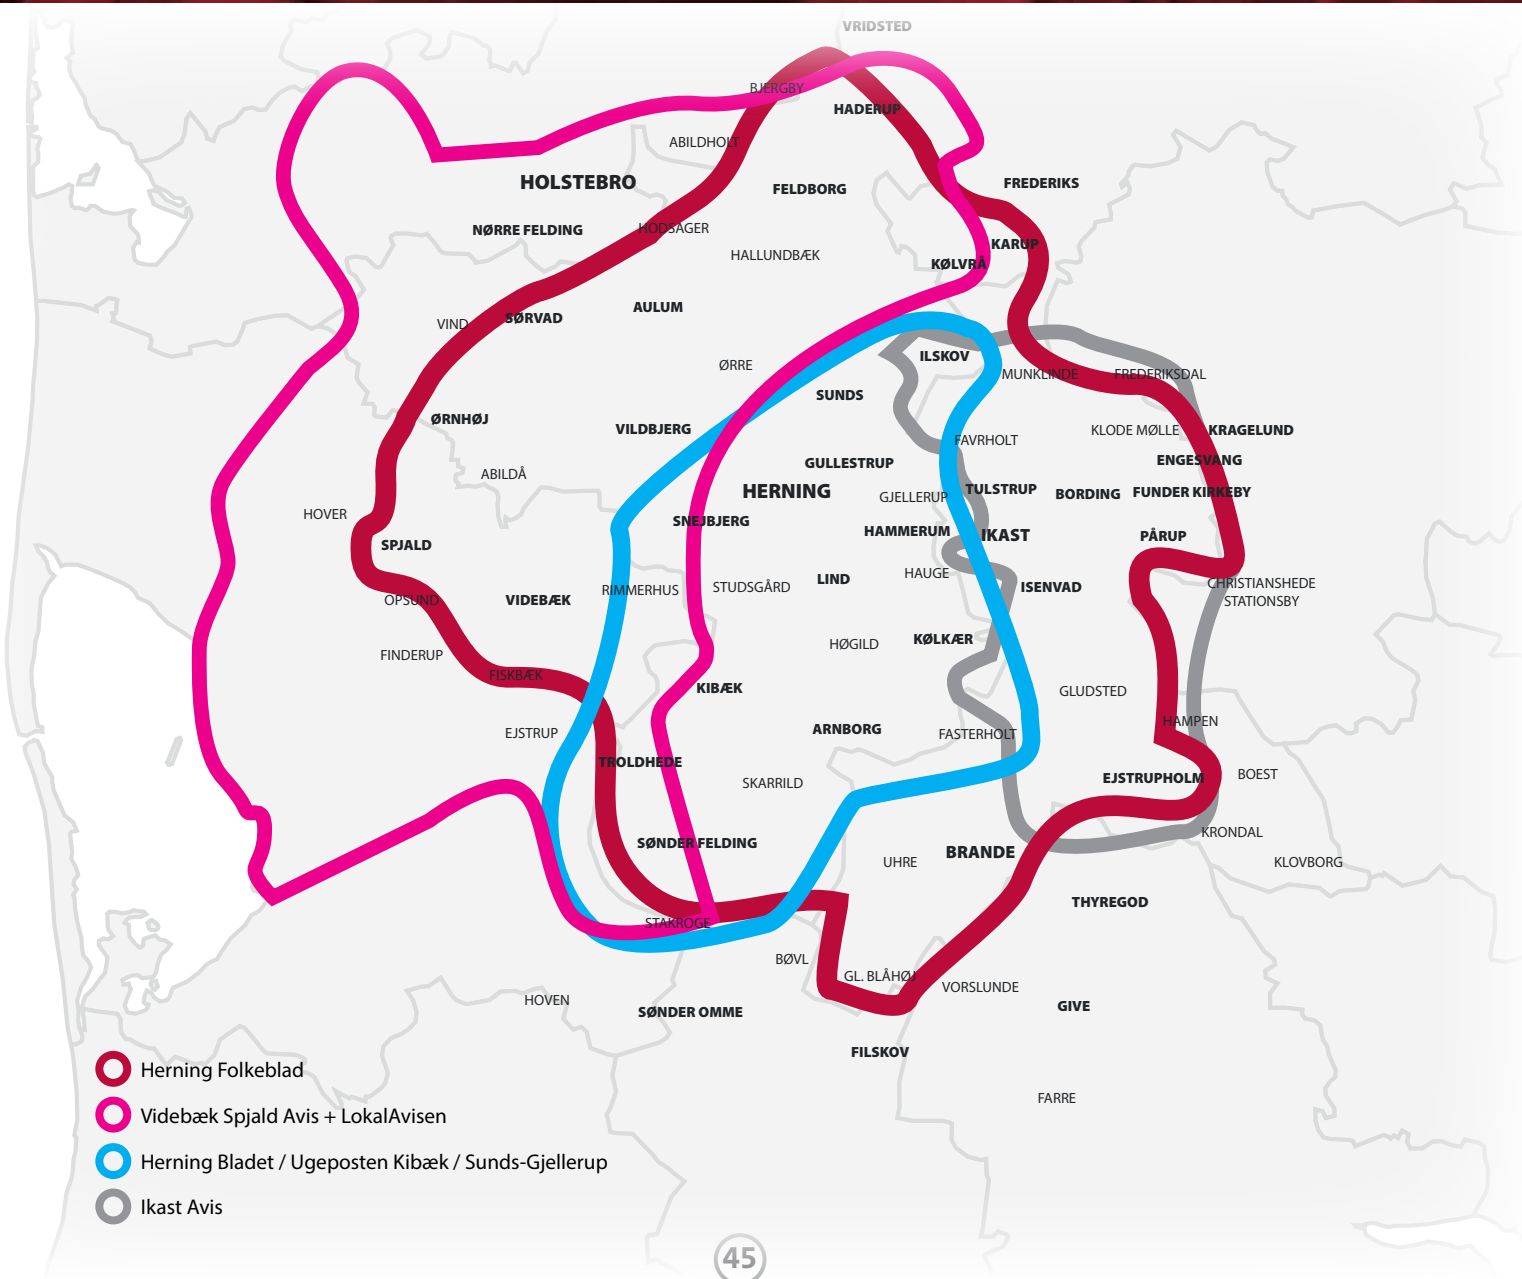 VRIDSTED
BJERGBY
HADERUP
ABILDHOLT
HOLSTEBRO
FELDBORG
FREDERIKS
NØRRE FELDING
HODSAGER
KARUP
HALLUNDBÆK
KØLVRÅ
AULUM
VIND
SØRVAD
ILSKOV
ØRRE
MUNKLINDE
FREDERIKSDAL
SUNDS
ØRNHØJ
VILDBJERG
KLODE MØLLE
KRAGELUND
FAVRHOLT
GULLESTRUP
ENGESVANG
ABILDÅ
HERNING
GJELLERUP
TULSTRUP
BORDING
FUNDER KIRKEBY
HOVER
SNEJBJERG
HAMMERUM
IKAST
PÅRUP
SPJALD
HAUGE
LIND
RIMMERHUS
STUDSGÅRD
ISENVAD
CHRISTIANSHEDE
STATIONSBY
OPSUND
VIDEBÆK
HØGILD
KØLKÆR
FINDERUP
FISKBÆK
KIBÆK
GLUDSTED
HAMPEN
EJSTRUP
ARNBORG
FASTERHOLT
TROLDHEDE
SKARRILD
EJSTRUPHOLM
BOEST
KRONDAL
SØNDER FELDING
BRANDE
UHRE
KLOVBORG
THYREGOD
STAKROGE
BØVL
GL. BLÅHØJ
VORSLUNDE
HOVEN
SØNDER OMME
GIVE
FILSKOV
FARRE
Herning Folkeblad
Videbæk Spjald Avis + LokalAvisen
Herning Bladet / Ugeposten Kibæk / Sunds-Gjellerup
Ikast Avis
45